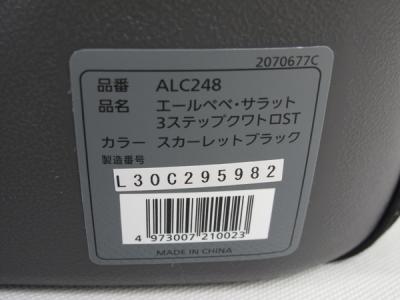 2070677C
品番 ALC248
品名 エールベベ・サラット
3ステップクワトロST
カラー スカーレットブラック
製造番号
L30C295982
4 973007 210023
MADE IN CHINA